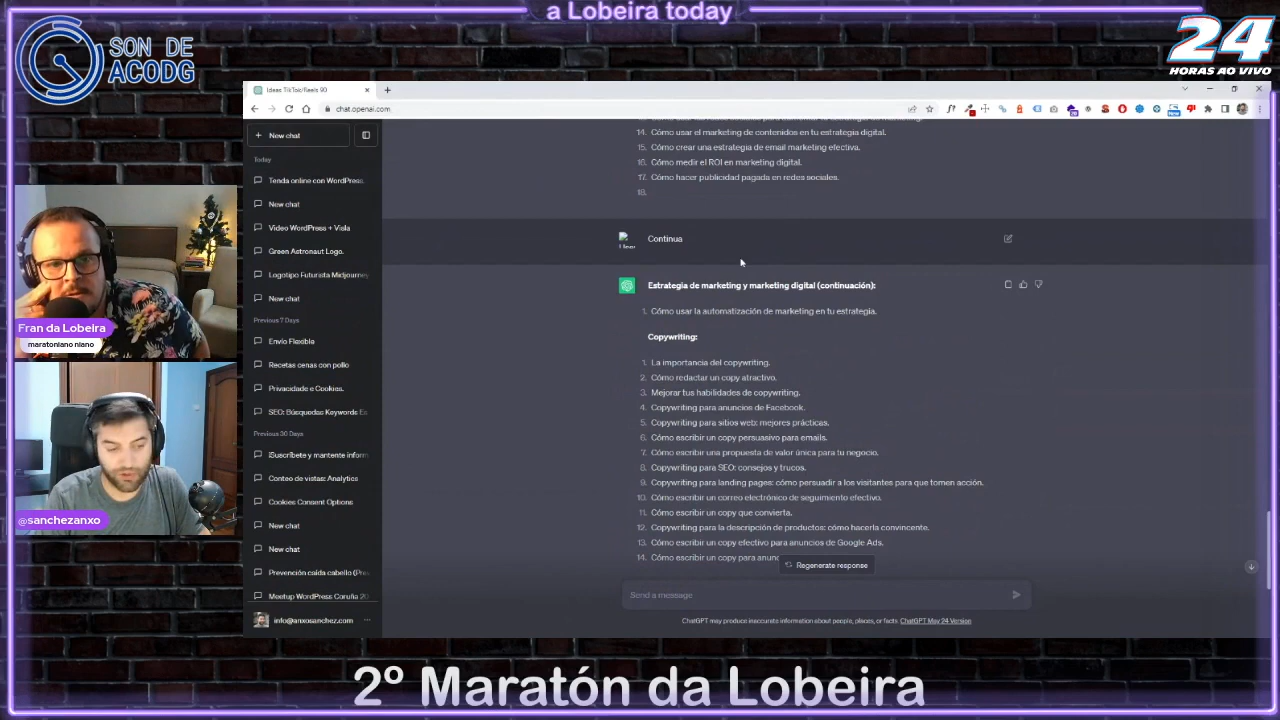 a Lobeira today
SON DE
ACODG
24
HORAS AO VIVO
Ideas TikTok/Reels 90
chat.openai.com
New chat
Today
Tenda online con WordPress.
New chat
Video WordPress + Visla
Green Astronaut Logo.
Logotipo Futurista Midjourney
New chat
Previous 7 Days
Envío Flexible
Recetas cenas con pollo
Privacidade e Cookies.
SEO: Búsquedas Keywords Es
Previous 30 Days
¡Suscríbete y mantente inform
Conteo de vistas: Analytics
Cookies Consent Options
New chat
New chat
Prevención caída cabello (Pre
Meetup WordPress Coruña 20
info@anxosanchez.com
14. Cómo usar el marketing de contenidos en tu estrategia digital.
15. Cómo crear una estrategia de email marketing efectiva.
16. Cómo medir el ROI en marketing digital.
17. Cómo hacer publicidad pagada en redes sociales.
18.
Continua
Estrategia de marketing y marketing digital (continuación):
1. Cómo usar la automatización de marketing en tu estrategia.
Copywriting:
1. La importancia del copywriting.
2. Cómo redactar un copy atractivo.
3. Mejorar tus habilidades de copywriting.
4. Copywriting para anuncios de Facebook.
5. Copywriting para sitios web: mejores prácticas.
6. Cómo escribir un copy persuasivo para emails.
7. Cómo escribir una propuesta de valor única para tu negocio.
8. Copywriting para SEO: consejos y trucos.
9. Copywriting para landing pages: cómo persuadir a los visitantes para que tomen acción.
10. Cómo escribir un correo electrónico de seguimiento efectivo.
11. Cómo escribir un copy que convierta.
12. Copywriting para la descripción de productos: cómo hacerla convincente.
13. Cómo escribir un copy efectivo para anuncios de Google Ads.
14. Cómo escribir un copy para anunc
Regenerate response
Send a message
ChatGPT may produce inaccurate information about people, places, or facts. ChatGPT May 24 Version
Fran da Lobeira
maratoniano niano
@sanchezanxo
2º Maratón da Lobeira